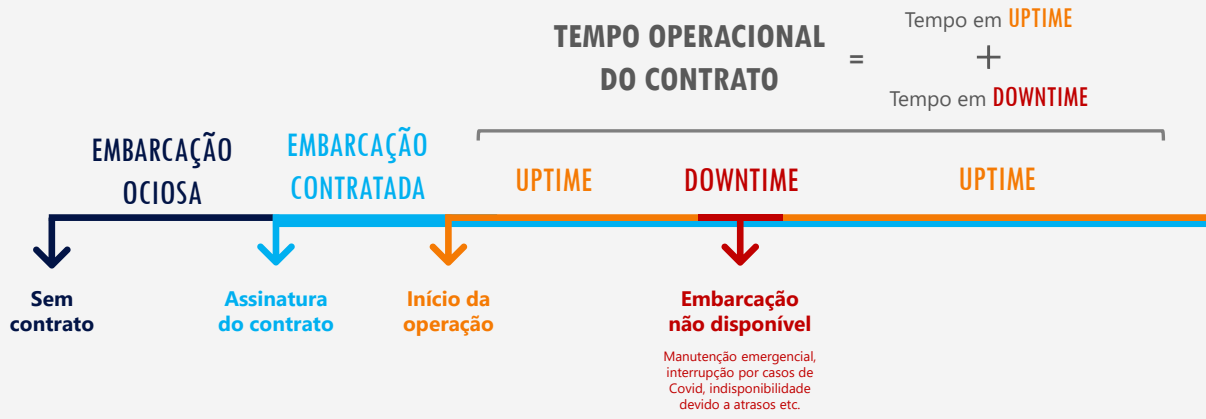 TEMPO OPERACIONAL
DO CONTRATO
=
Tempo em UPTIME
+
Tempo em DOWNTIME
EMBARCAÇÃO
OCIOSA
EMBARCAÇÃO
CONTRATADA
UPTIME
DOWNTIME
UPTIME
Sem
contrato
Assinatura
do contrato
Início da
operação
Embarcação
não disponível
Manutenção emergencial,
interrupção por casos de
Covid, indisponibilidade
devido a atrasos etc.